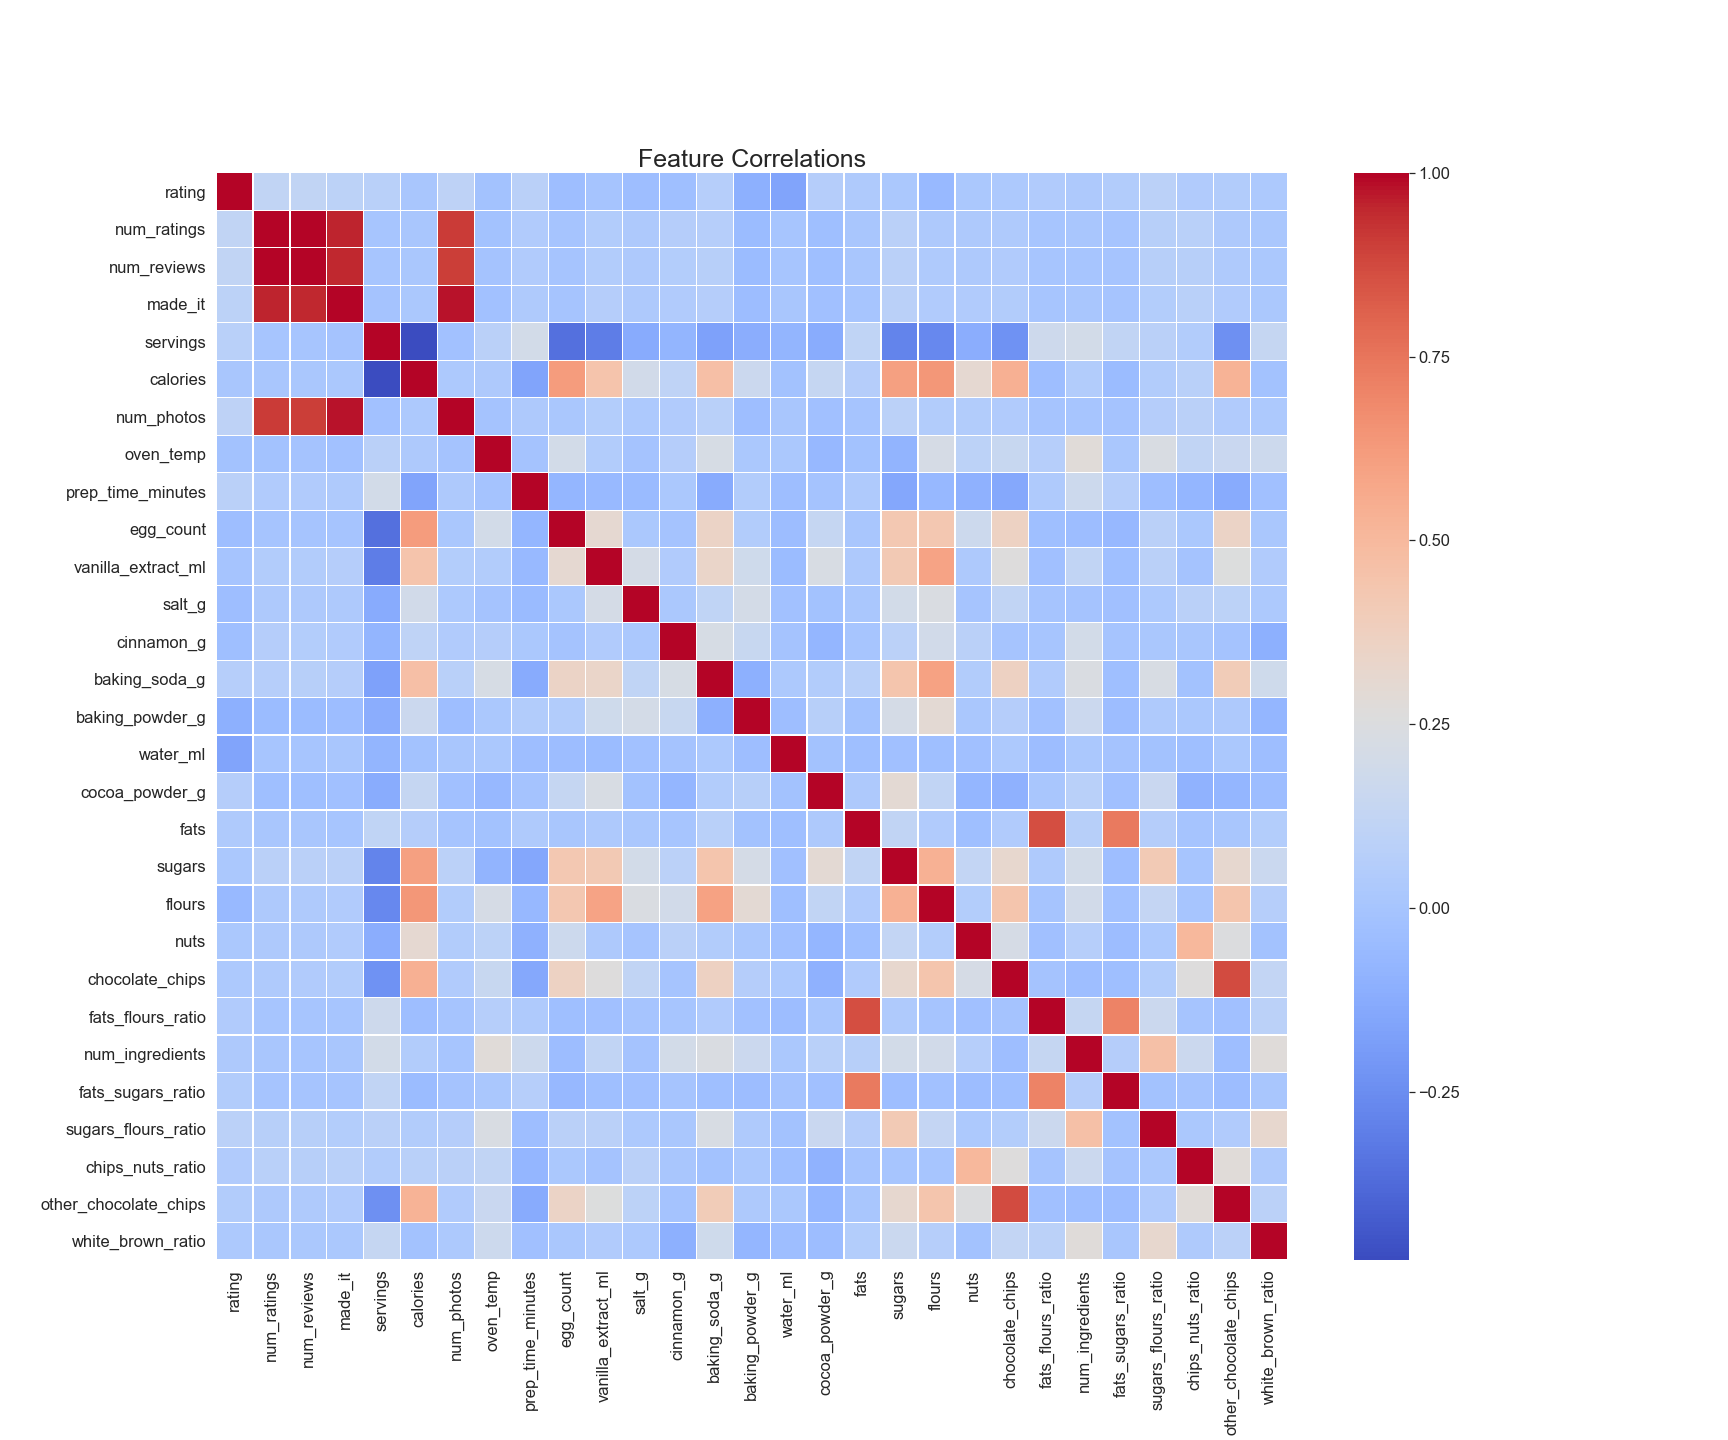 Feature Correlations
rating
num_ratings
num_reviews
made_it
servings
calories
num_photos
oven_temp
prep_time_minutes
egg_count
vanilla_extract_ml
salt_g
cinnamon_g
baking_soda_g
baking_powder_g
water_ml
cocoa_powder_g
fats
sugars
flours
nuts
chocolate_chips
fats_flours_ratio
num_ingredients
fats_sugars_ratio
sugars_flours_ratio
chips_nuts_ratio
other_chocolate_chips
white_brown_ratio
rating
num_ratings
num_reviews
made_it
servings
calories
num_photos
oven_temp
prep_time_minutes
egg_count
vanilla_extract_ml
salt_g
cinnamon_g
baking_soda_g
baking_powder_g
water_ml
cocoa_powder_g
fats
sugars
flours
nuts
chocolate_chips
fats_flours_ratio
num_ingredients
fats_sugars_ratio
sugars_flours_ratio
chips_nuts_ratio
other_chocolate_chips
white_brown_ratio
1.00
0.75
0.50
0.25
0.00
−0.25